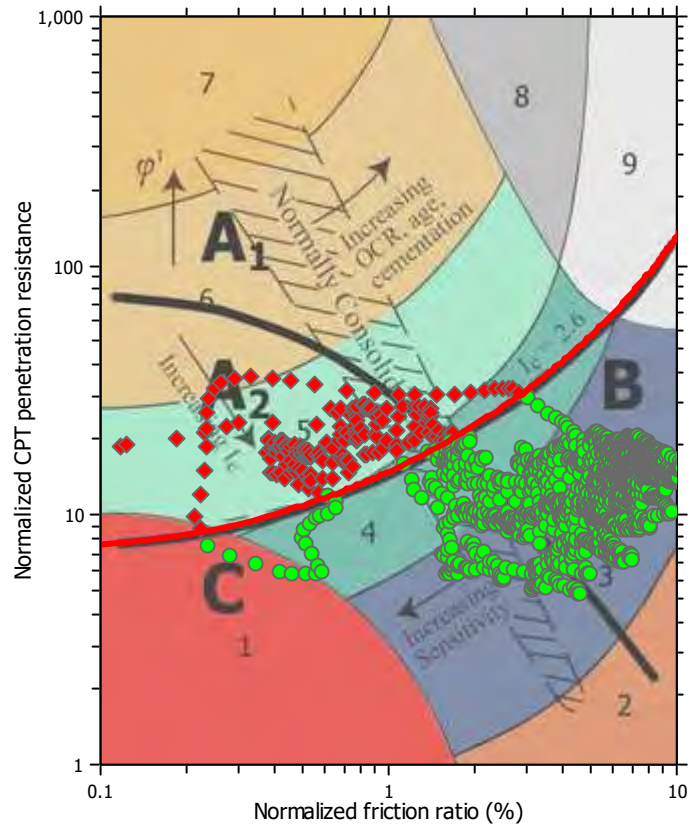 1,000
100
10
1
Normalized CPT penetration resistance
7
8
9
φ'
A1
Increasing
OCR, age,
cementation
Normally Consolid
6
A2
Increasing Ic
5
Ic = 2.6
B
4
3
C
Increasing
Sensitivity
1
2
0.1
1
10
Normalized friction ratio (%)